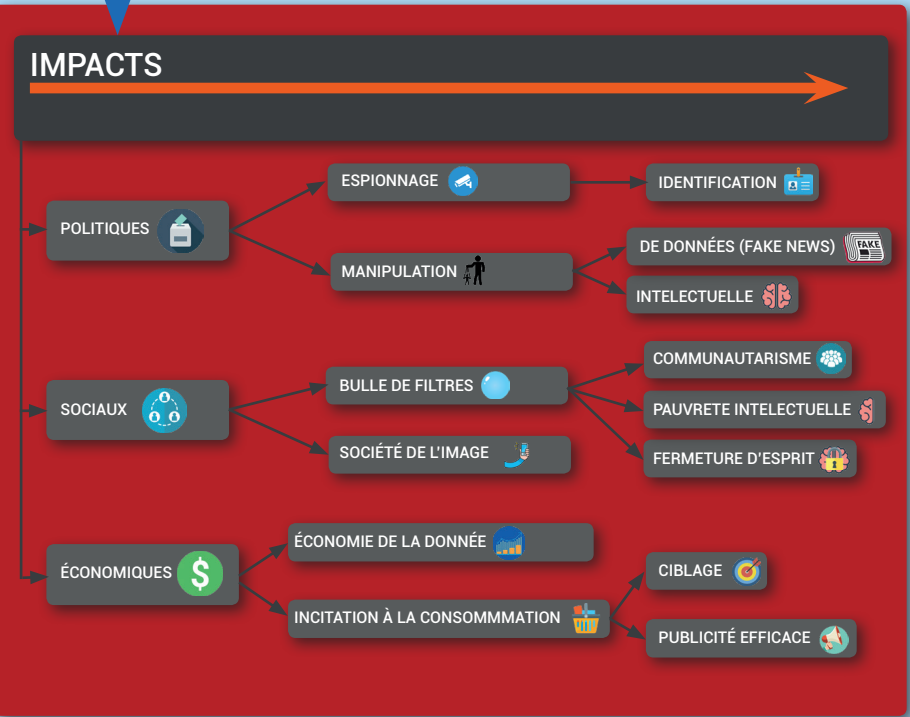 IMPACTS
ESPIONNAGE
IDENTIFICATION
POLITIQUES
DE DONNÉES (FAKE NEWS)
FAKE
MANIPULATION
INTELECTUELLE
COMMUNAUTARISME
BULLE DE FILTRES
SOCIAUX
PAUVRETE INTELECTUELLE
SOCIÉTÉ DE L'IMAGE
FERMETURE D'ESPRIT
ÉCONOMIE DE LA DONNÉE
ÉCONOMIQUES
$
CIBLAGE
INCITATION À LA CONSOMMMATION
PUBLICITÉ EFFICACE